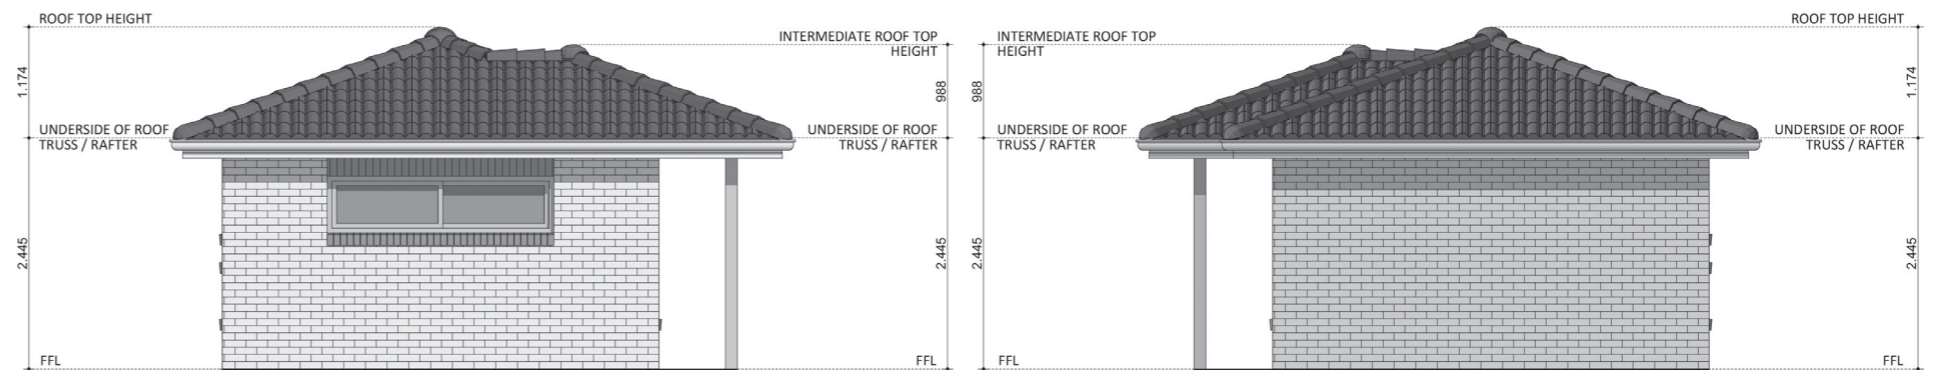 ROOF TOP HEIGHT
INTERMEDIATE ROOF TOP
HEIGHT
1.174
988
UNDERSIDE OF ROOF
TRUSS / RAFTER
UNDERSIDE OF ROOF
TRUSS / RAFTER
2.445
2.445
FFL
FFL
ROOF TOP HEIGHT
INTERMEDIATE ROOF TOP
HEIGHT
988
1.174
UNDERSIDE OF ROOF
TRUSS / RAFTER
UNDERSIDE OF ROOF
TRUSS / RAFTER
2.445
2.445
FFL
FFL